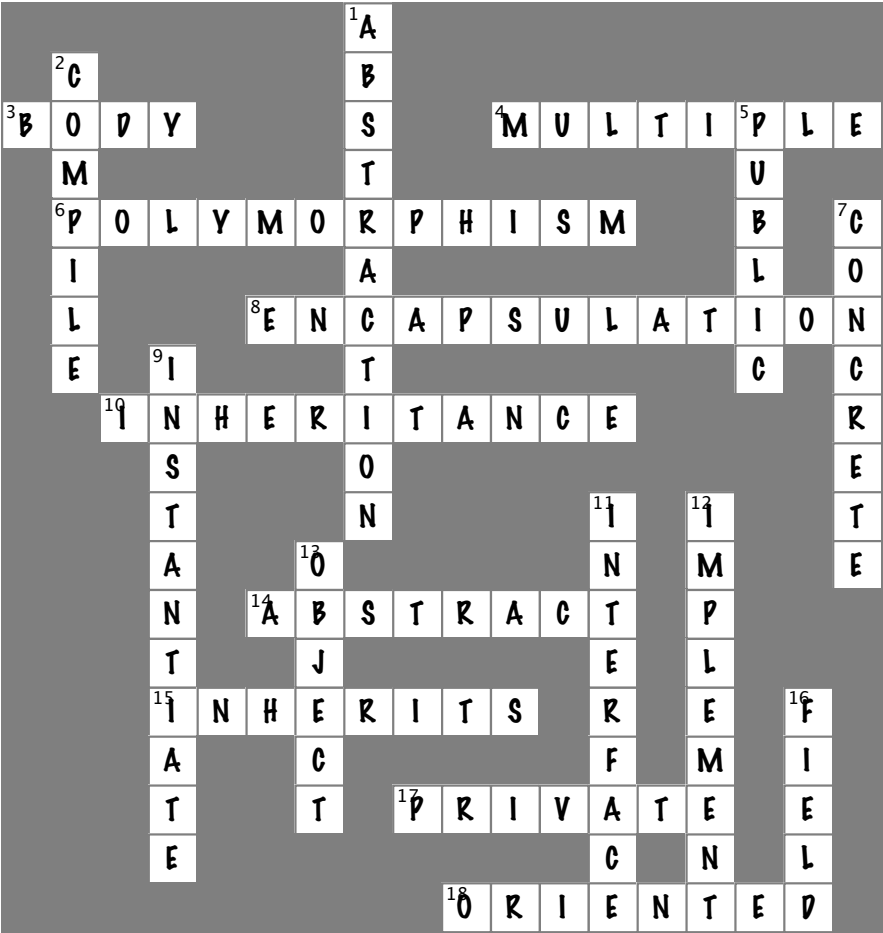 1 A
2 C B
3 B O D Y S 4 M U L T I 5 P L E
M T U
6 P O L Y M O R P H I S M B 7 C
I A L O
L 8 E N C A P S U L A T I O N
E 9 I T C C
10 I N H E R I T A N C E R
S O E
T N 11 I 12 I T
A 13 O N M E
N 14 A B S T R A C T P
T J E L
15 I N H E R I T S R E 16 F
A C F M I
T T 17 P R I V A T E E
E C N L
18 O R I E N T E D